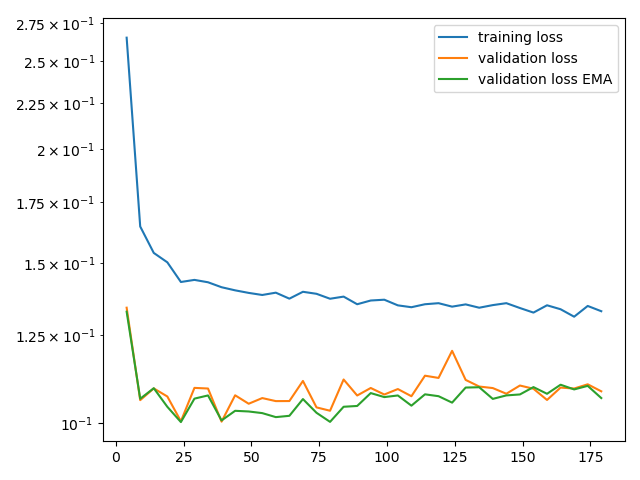 2.75 × 10⁻¹
2.5 × 10⁻¹
2.25 × 10⁻¹
2 × 10⁻¹
1.75 × 10⁻¹
1.5 × 10⁻¹
1.25 × 10⁻¹
10⁻¹
training loss
validation loss
validation loss EMA
0 25 50 75 100 125 150 175